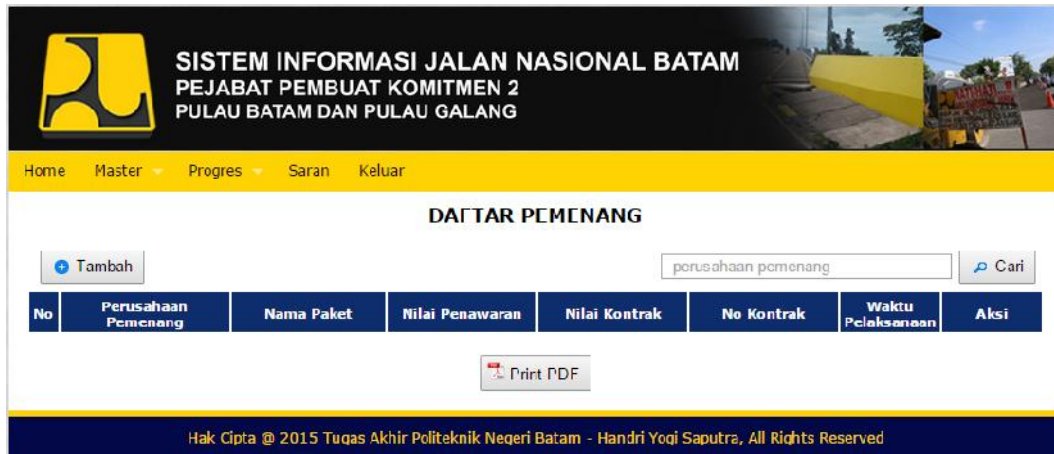 SISTEM INFORMASI JALAN NASIONAL BATAM
PEJABAT PEMBUAT KOMITMEN 2
PULAU BATAM DAN PULAU GALANG
Home Master Progres Saran Keluar
DAFTAR PEMENANG
Tambah
perusahaan pemenang
Cari
No
Perusahaan
Pemenang
Nama Paket
Nilai Penawaran
Nilai Kontrak
No Kontrak
Waktu
Pelaksanaan
Aksi
Print PDF
Hak Cipta @ 2015 Tugas Akhir Politeknik Negeri Batam - Handri Yogi Saputra, All Rights Reserved